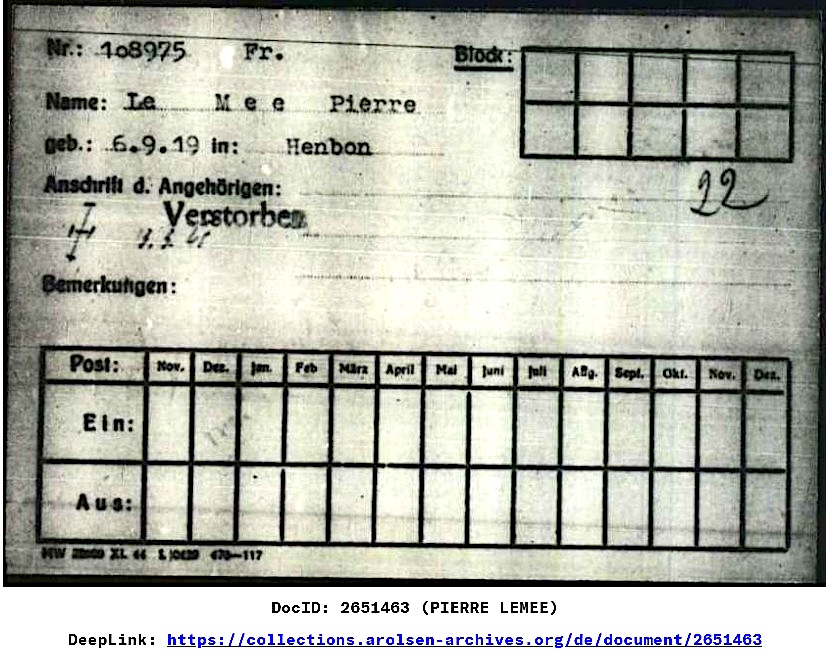 Nr.: 108975 Fr. Block:
Name: Le Mee Pierre
geb.: 6.9.19 in: Henbon
Anschrift d. Angehörigen:
22
Verstorben
Bemerkungen:
Post: Nov. Dez. Jan. Feb März April Mai Juni Juli Aug. Sept. Okt. Nov. Dez.
Ein:
Aus:
DocID: 2651463 (PIERRE LEMEE)
DeepLink: https://collections.arolsen-archives.org/de/document/2651463